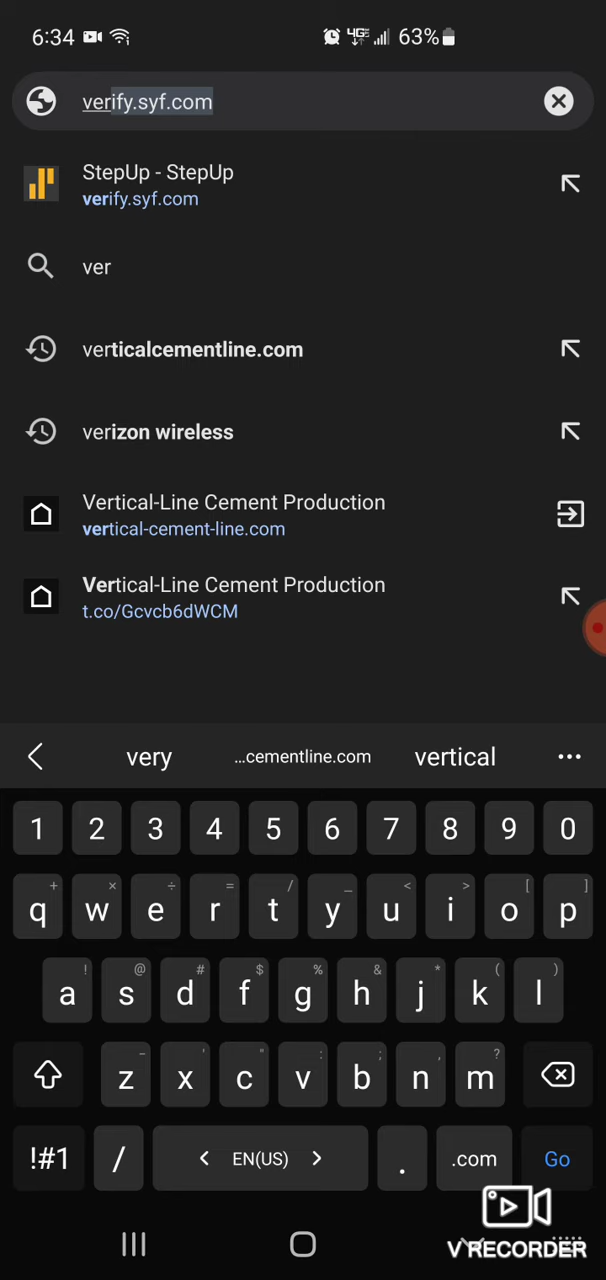 6:34 4GE 63%
verify.syf.com
StepUp - StepUp
verify.syf.com
ver
verticalcementline.com
verizon wireless
Vertical-Line Cement Production
vertical-cement-line.com
Vertical-Line Cement Production
t.co/Gcvcb6dWCM
very ...cementline.com vertical ...
1 2 3 4 5 6 7 8 9 0
+ × ÷ = / _ < > [ ]
q w e r t y u i o p
! @ # $ % & * ( )
a s d f g h j k l
- ' " : ; , ?
z x c v b n m
!#1 / < EN(US) > . .com Go
V RECORDER